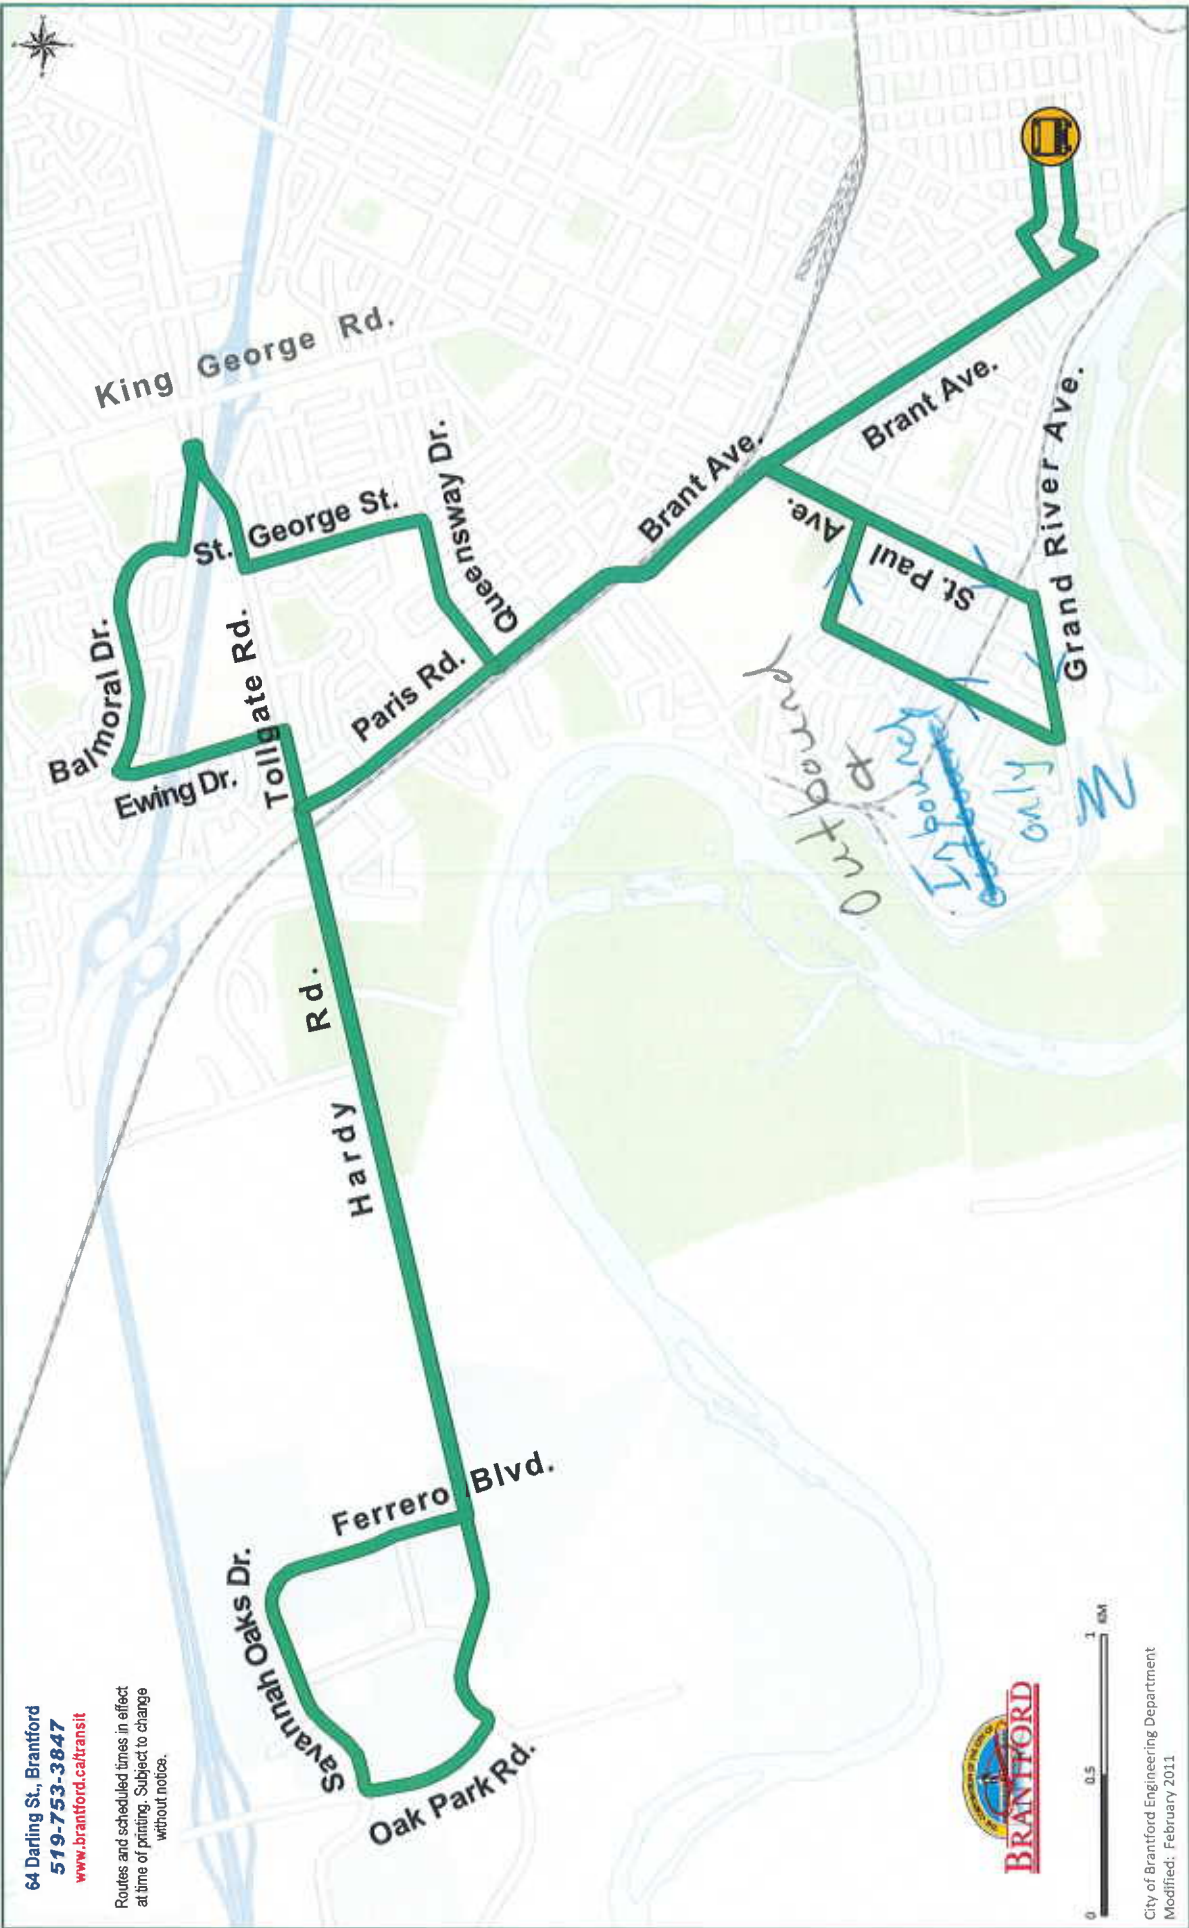 64 Darling St., Brantford
519-753-3847
www.brantford.ca/transit
Routes and scheduled times in effect
at time of printing. Subject to change
without notice.
King George Rd.
Balmoral Dr.
Ewing Dr.
St. George St.
Tollgate Rd.
Queensway Dr.
Paris Rd.
Brant Ave.
Brant Ave.
St. Paul
Ave.
Grand River Ave.
Hardy Rd.
Ferrero Blvd.
Savannah Oaks Dr.
Oak Park Rd.
Outbound
Inbound
only
BRANTFORD
0 0.5 1
KM
City of Brantford Engineering Department
Modified: February 2011